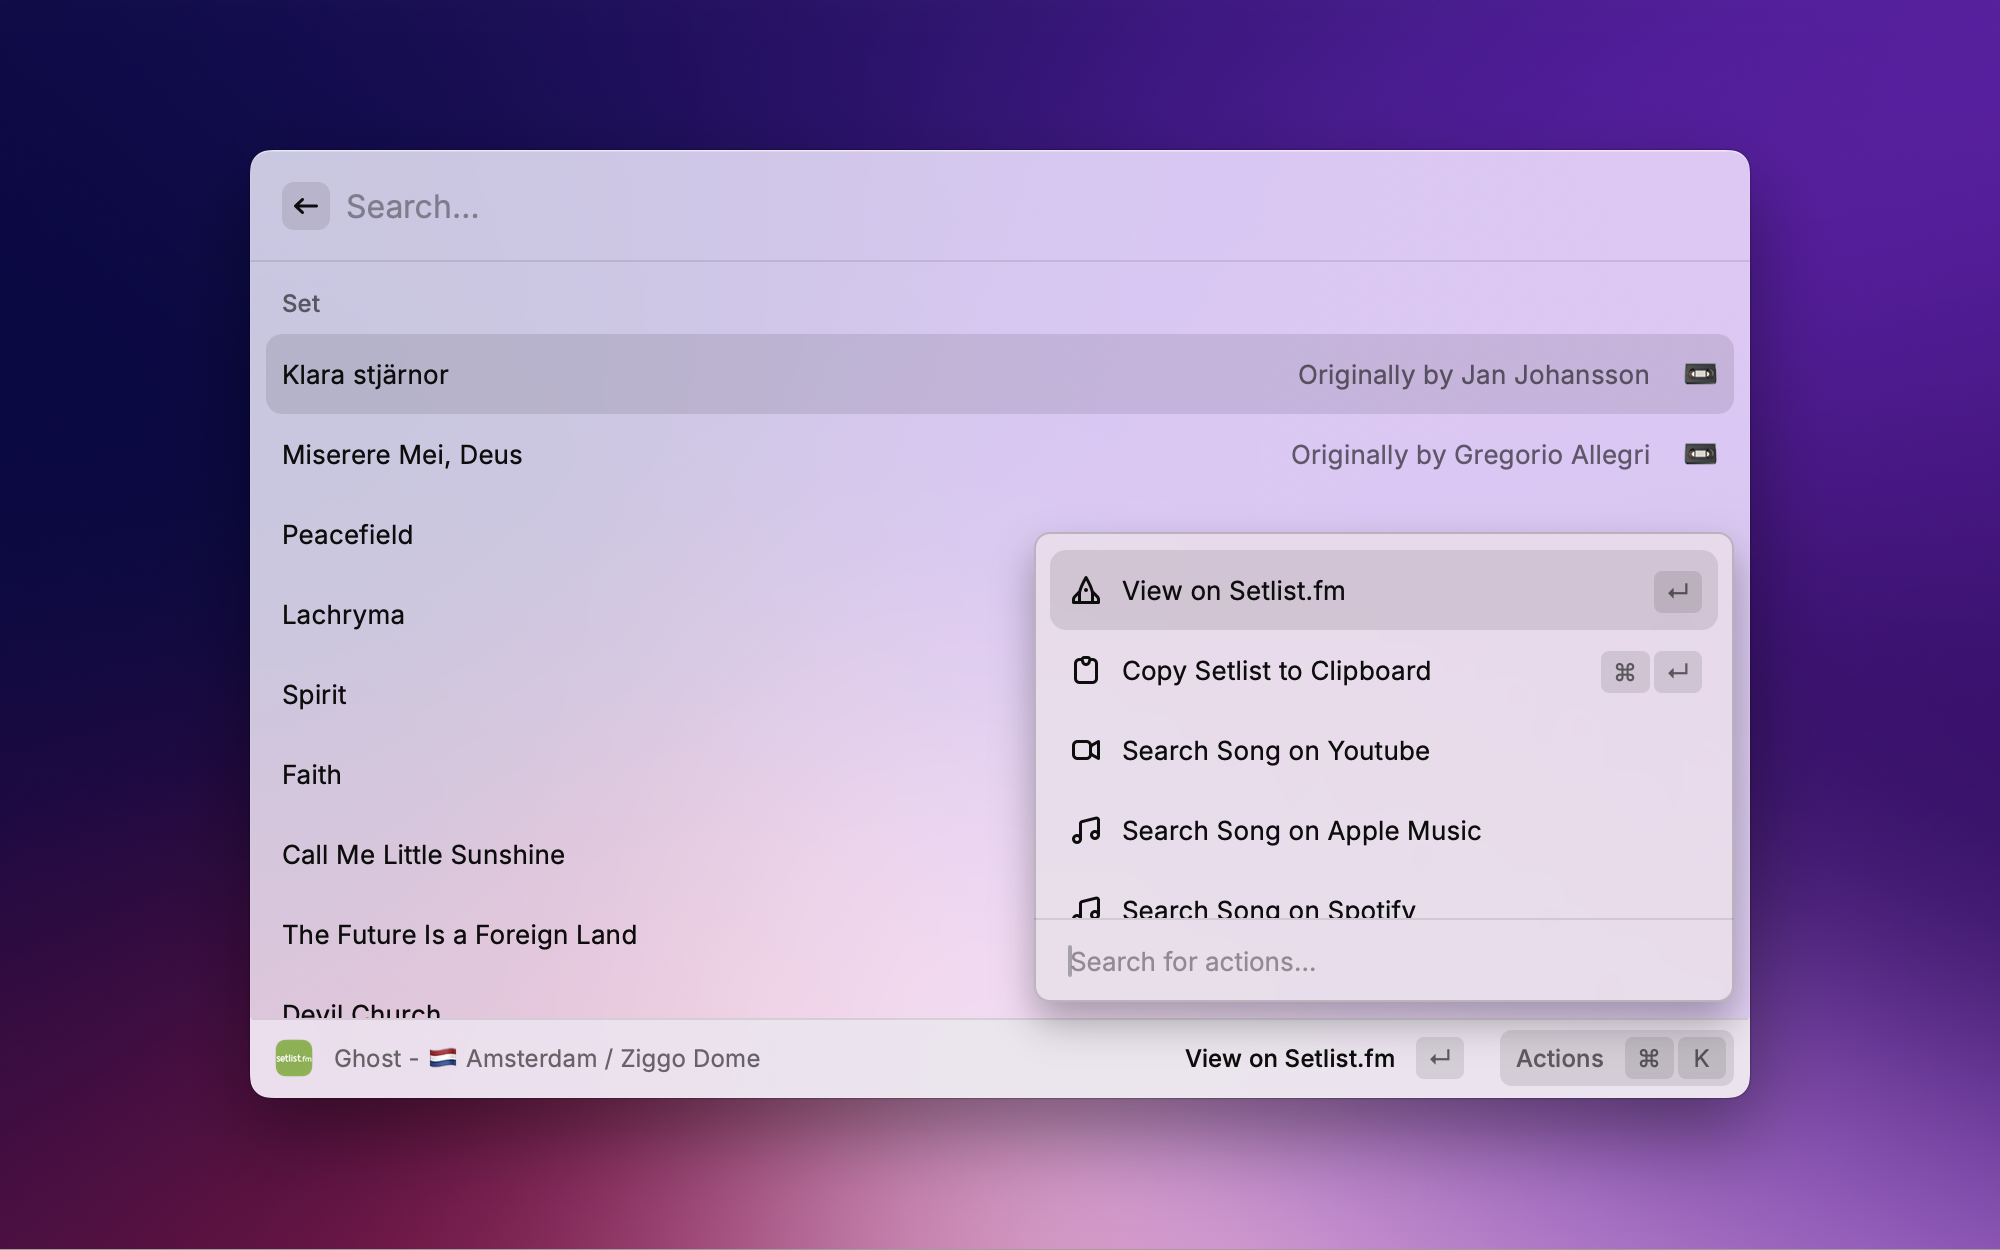 Search...
Set
Klara stjärnor Originally by Jan Johansson
Miserere Mei, Deus Originally by Gregorio Allegri
Peacefield
Lachryma
Spirit
Faith
Call Me Little Sunshine
The Future Is a Foreign Land
Devil Church
View on Setlist.fm ↵
Copy Setlist to Clipboard ⌘ ↵
Search Song on Youtube
Search Song on Apple Music
Search Song on Spotify
Search for actions...
setlist.fm Ghost - 🇳🇱 Amsterdam / Ziggo Dome View on Setlist.fm ↵ Actions ⌘ K